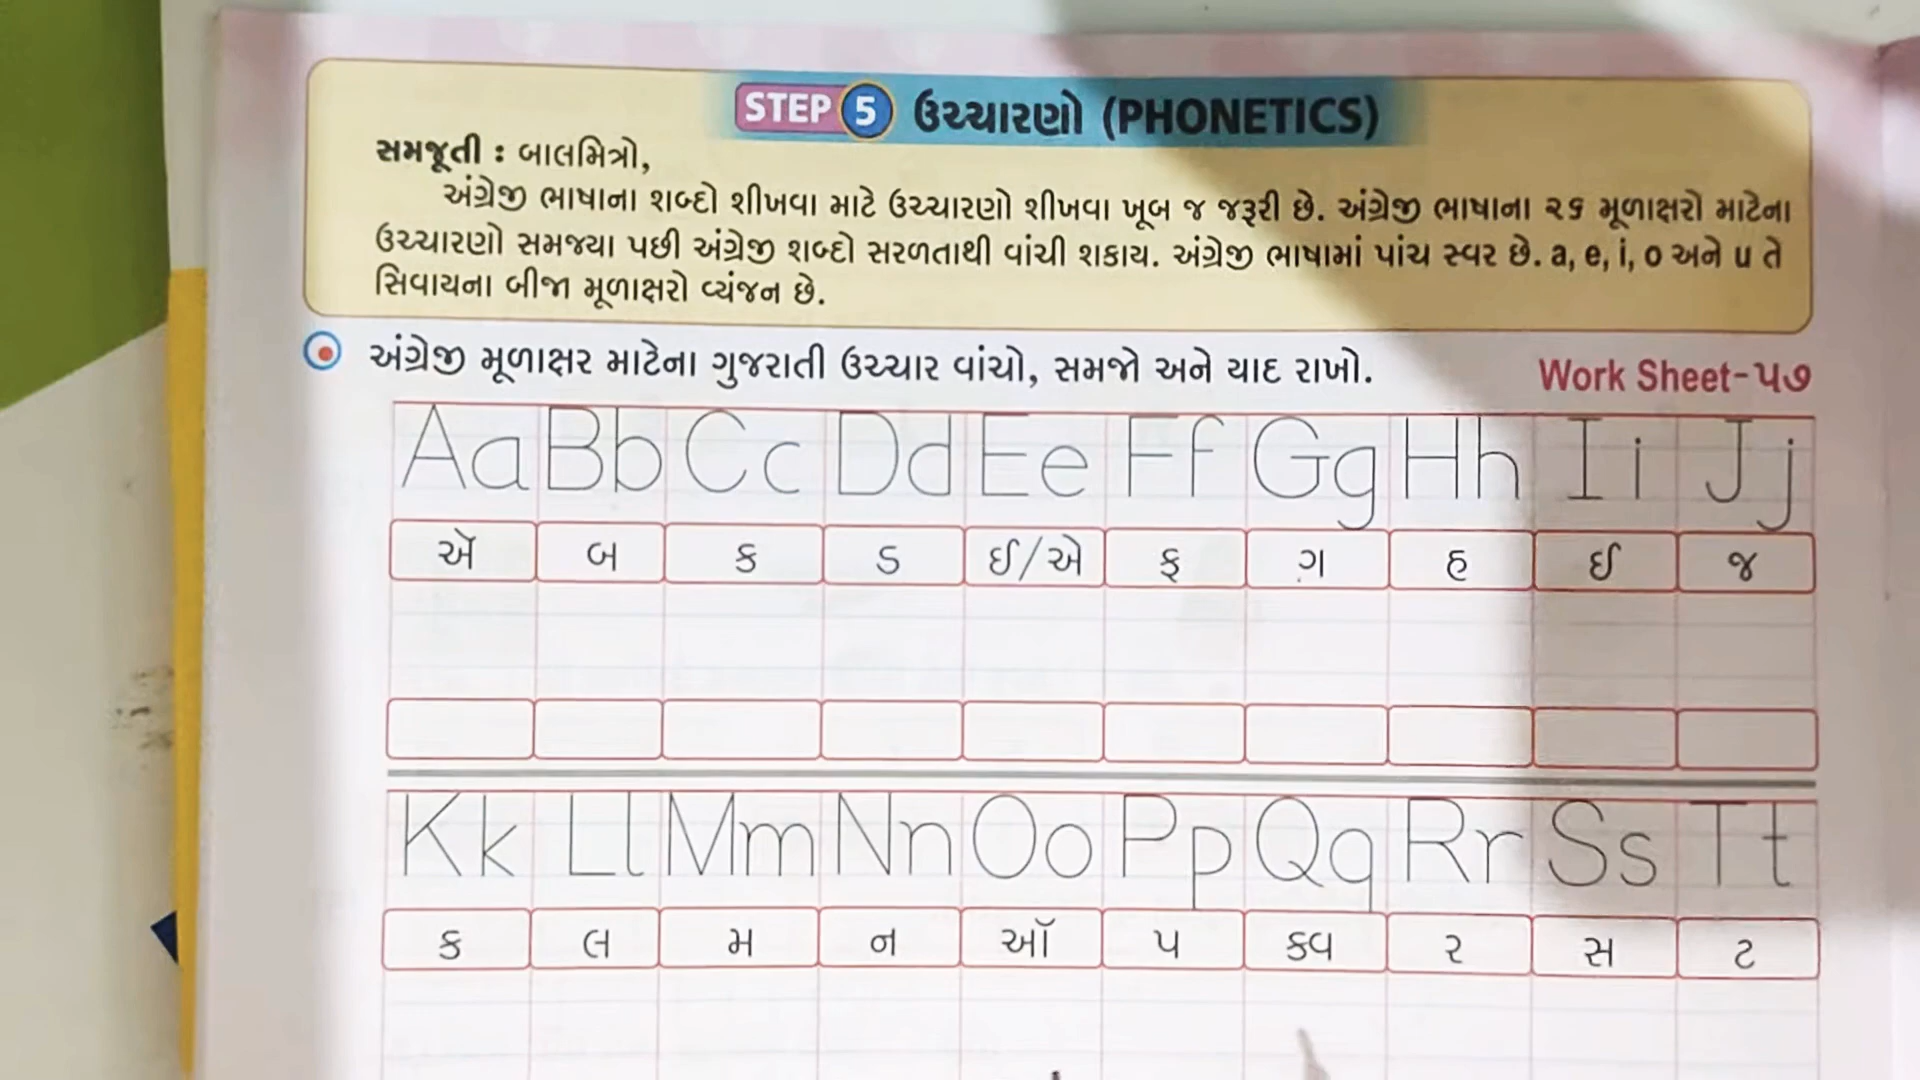 STEP 5 ઉચ્ચારણો (PHONETICS)
સમજૂતી : બાલમિત્રો,
અંગ્રેજી ભાષાના શબ્દો શીખવા માટે ઉચ્ચારણો શીખવા ખૂબ જ જરૂરી છે. અંગ્રેજી ભાષાના ૨૬ મૂળાક્ષરો માટેના
ઉચ્ચારણો સમજ્યા પછી અંગ્રેજી શબ્દો સરળતાથી વાંચી શકાય. અંગ્રેજી ભાષામાં પાંચ સ્વર છે. a, e, i, o અને u તે
સિવાયના બીજા મૂળાક્ષરો વ્યંજન છે.
અંગ્રેજી મૂળાક્ષર માટેના ગુજરાતી ઉચ્ચાર વાંચો, સમજો અને યાદ રાખો. Work Sheet-૫૭
Aa Bb Cc Dd Ee Ff Gg Hh Ii Jj
ઍ બ ક ડ ઈ/એ ફ ગ઼ હ ઈ જ
Kk Ll Mm Nn Oo Pp Qq Rr Ss Tt
ક લ મ ન ઑ પ ક્વ ર સ ટ